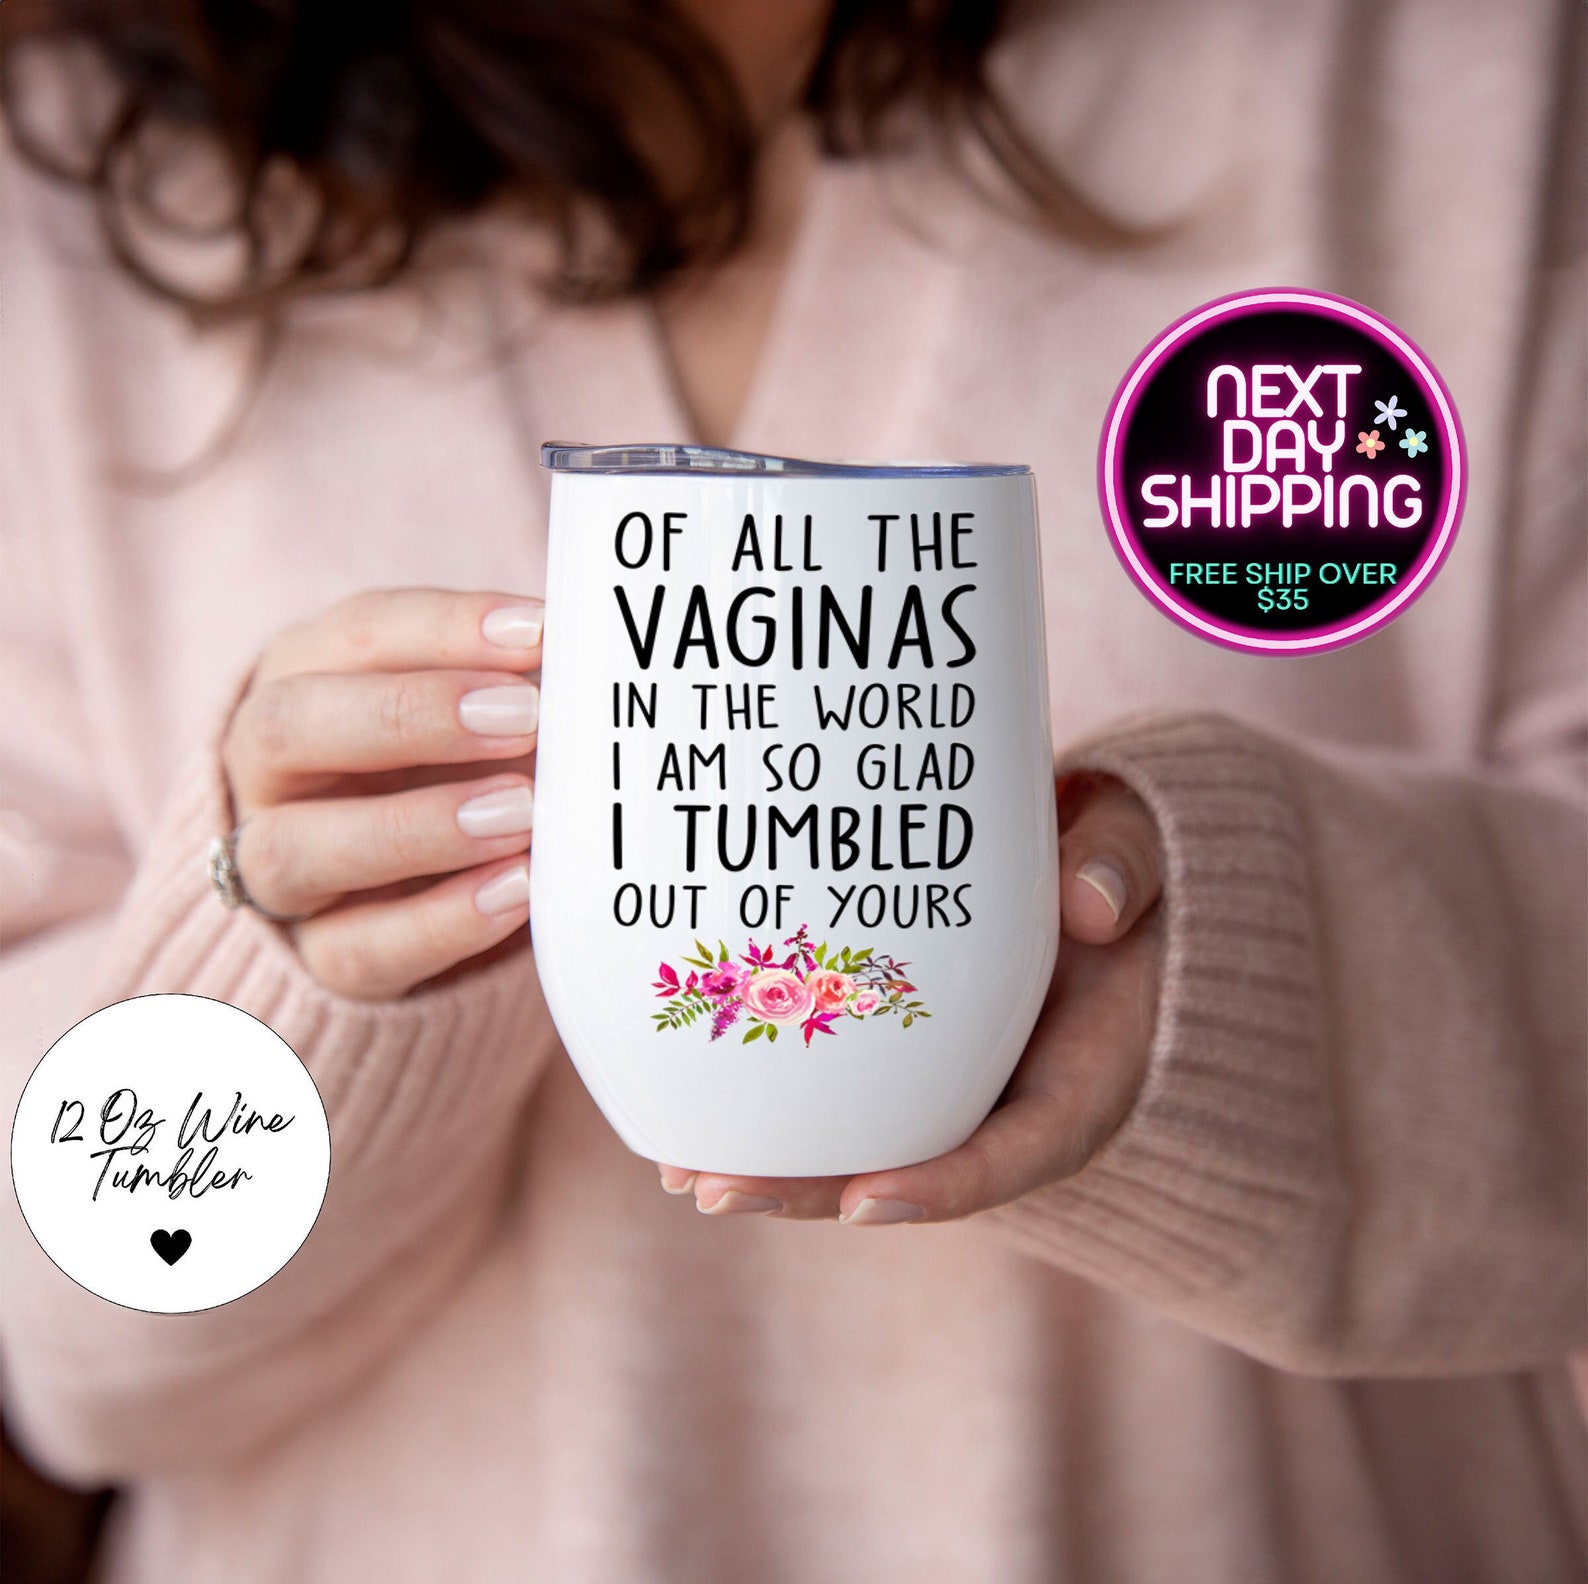 OF ALL THE
VAGINAS
IN THE WORLD
I AM SO GLAD
I TUMBLED
OUT OF YOURS
NEXT
DAY
SHIPPING
FREE SHIP OVER
$35
12 Oz Wine
Tumbler